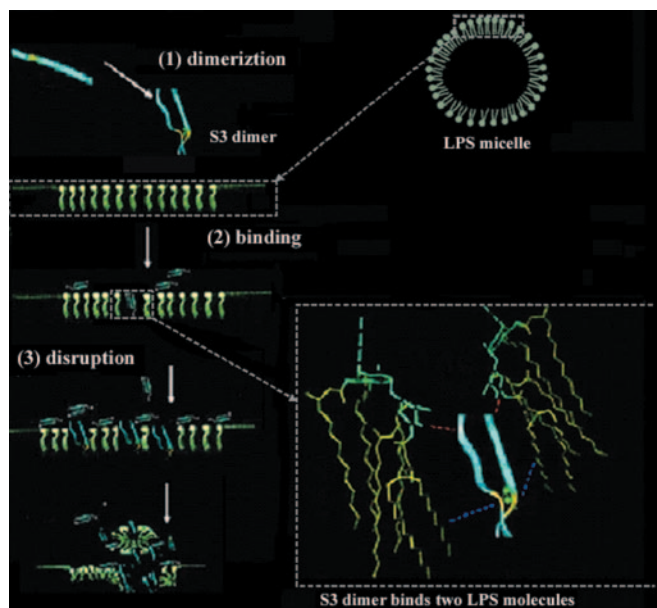 (1) dimeriztion
S3 dimer
LPS micelle
(2) binding
(3) disruption
S3 dimer binds two LPS molecules